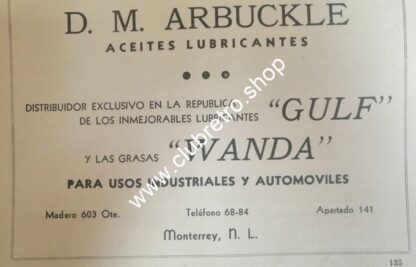 D. M. ARBUCKLE
ACEITES LUBRICANTES
DISTRIBUIDOR EXCLUSIVO EN LA REPUBLICA
DE LOS INMEJORABLES LUBRICANTES "GULF"
Y LAS GRASAS "WANDA"
PARA USOS INDUSTRIALES Y AUTOMOVILES
Madero 603 Ote. Teléfono 68-84 Apartado 141
Monterrey, N. L.
135
www.clubretro.shop